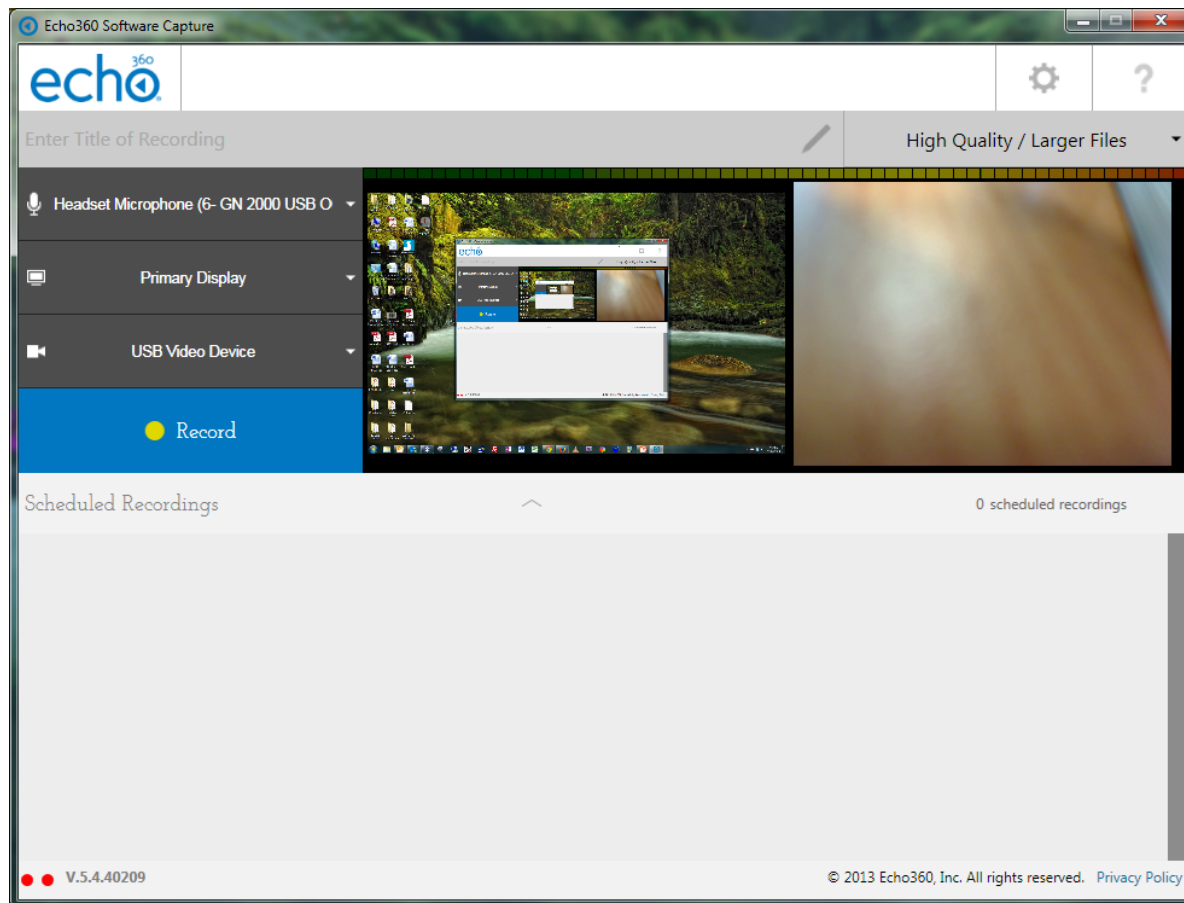 Echo360 Software Capture
echo360
?
Enter Title of Recording
High Quality / Larger Files
Headset Microphone (6- GN 2000 USB O
Primary Display
USB Video Device
Record
echo
Record
Scheduled Recordings
0 scheduled recordings
V.5.4.40209
© 2013 Echo360, Inc. All rights reserved. Privacy Policy